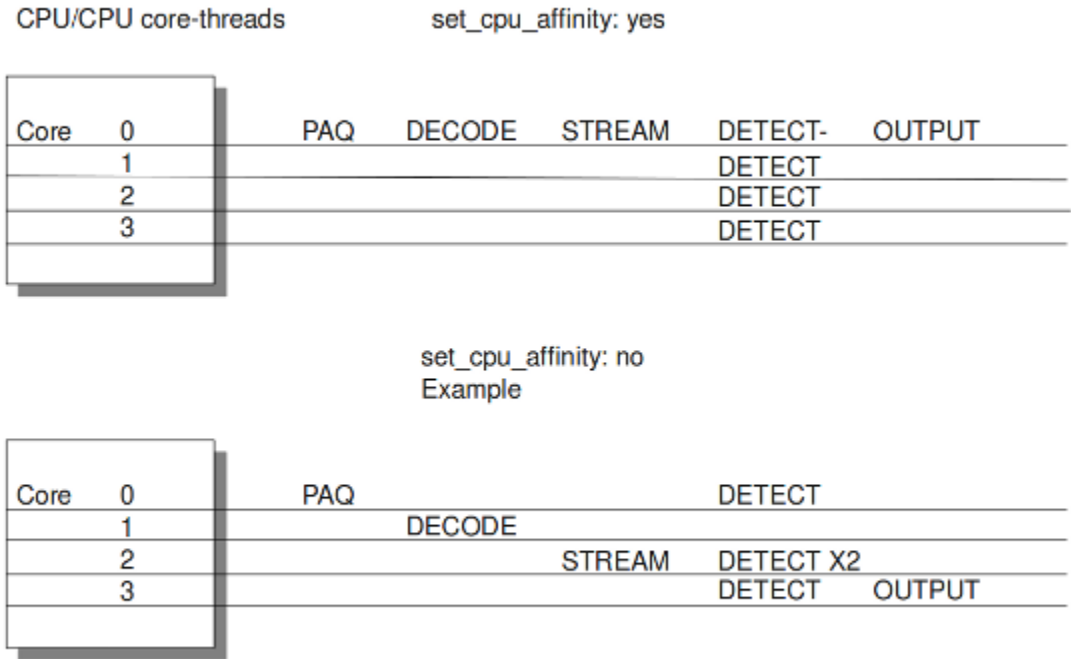 CPU/CPU core-threads set_cpu_affinity: yes
Core 0 PAQ DECODE STREAM DETECT- OUTPUT
1 DETECT
2 DETECT
3 DETECT
set_cpu_affinity: no
Example
Core 0 PAQ DETECT
1 DECODE
2 STREAM DETECT X2
3 DETECT OUTPUT